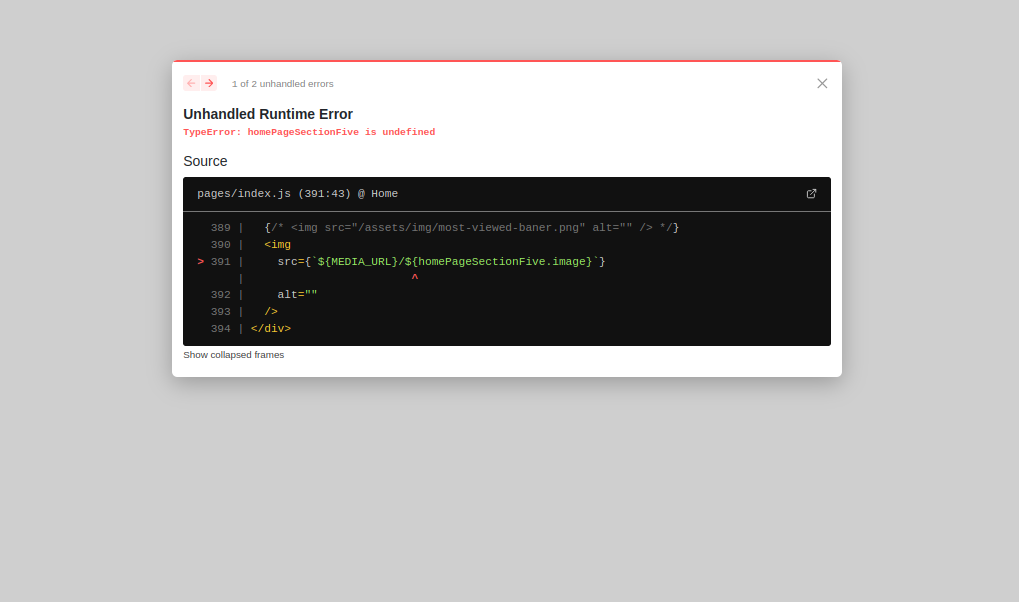 1 of 2 unhandled errors
Unhandled Runtime Error
TypeError: homePageSectionFive is undefined
Source
pages/index.js (391:43) @ Home
389 |   {/* <img src="/assets/img/most-viewed-baner.png" alt="" /> */}
390 |   <img
> 391 |     src={`${MEDIA_URL}/${homePageSectionFive.image}`}
|                         ^
392 |     alt=""
393 |   />
394 | </div>
Show collapsed frames